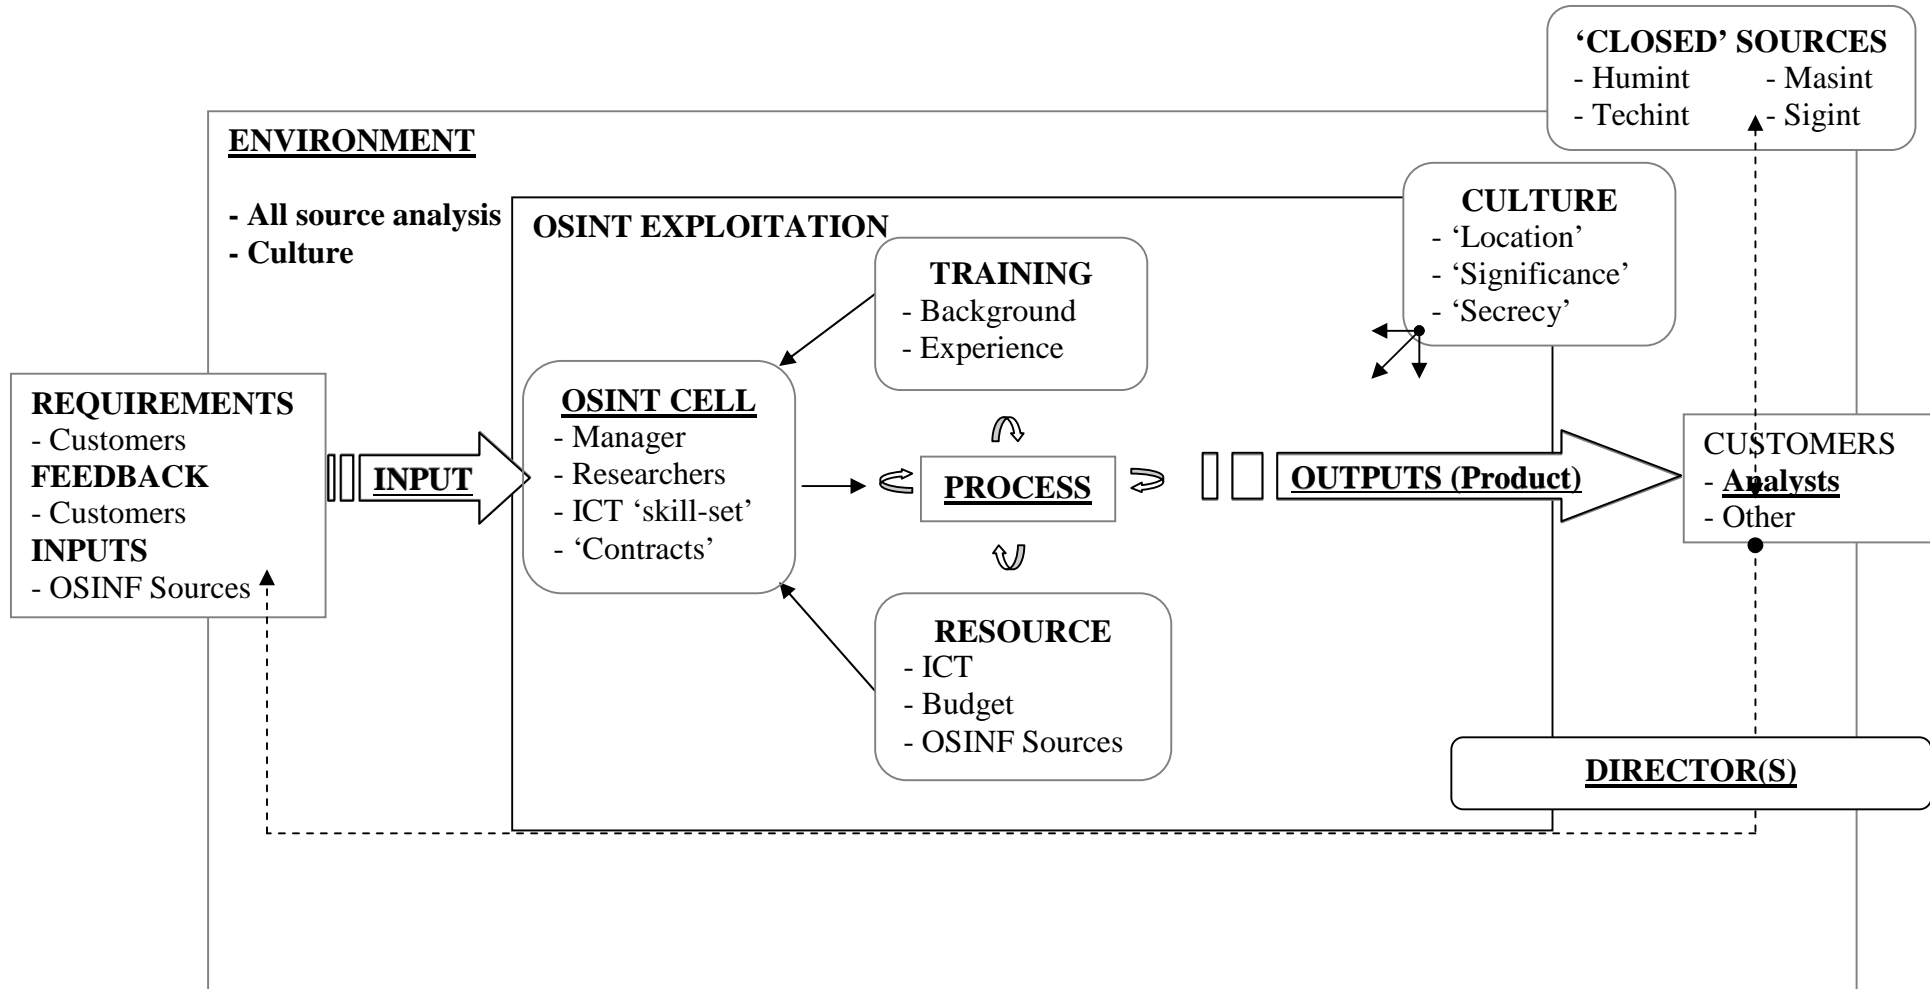 ‘CLOSED’ SOURCES
- Humint - Masint
- Techint - Sigint
ENVIRONMENT
- All source analysis
- Culture
OSINT EXPLOITATION
CULTURE
- ‘Location’
- ‘Significance’
- ‘Secrecy’
TRAINING
- Background
- Experience
REQUIREMENTS
- Customers
FEEDBACK
- Customers
INPUTS
- OSINF Sources
INPUT
OSINT CELL
- Manager
- Researchers
- ICT ‘skill-set’
- ‘Contracts’
PROCESS
OUTPUTS (Product)
CUSTOMERS
- Analysts
- Other
RESOURCE
- ICT
- Budget
- OSINF Sources
DIRECTOR(S)